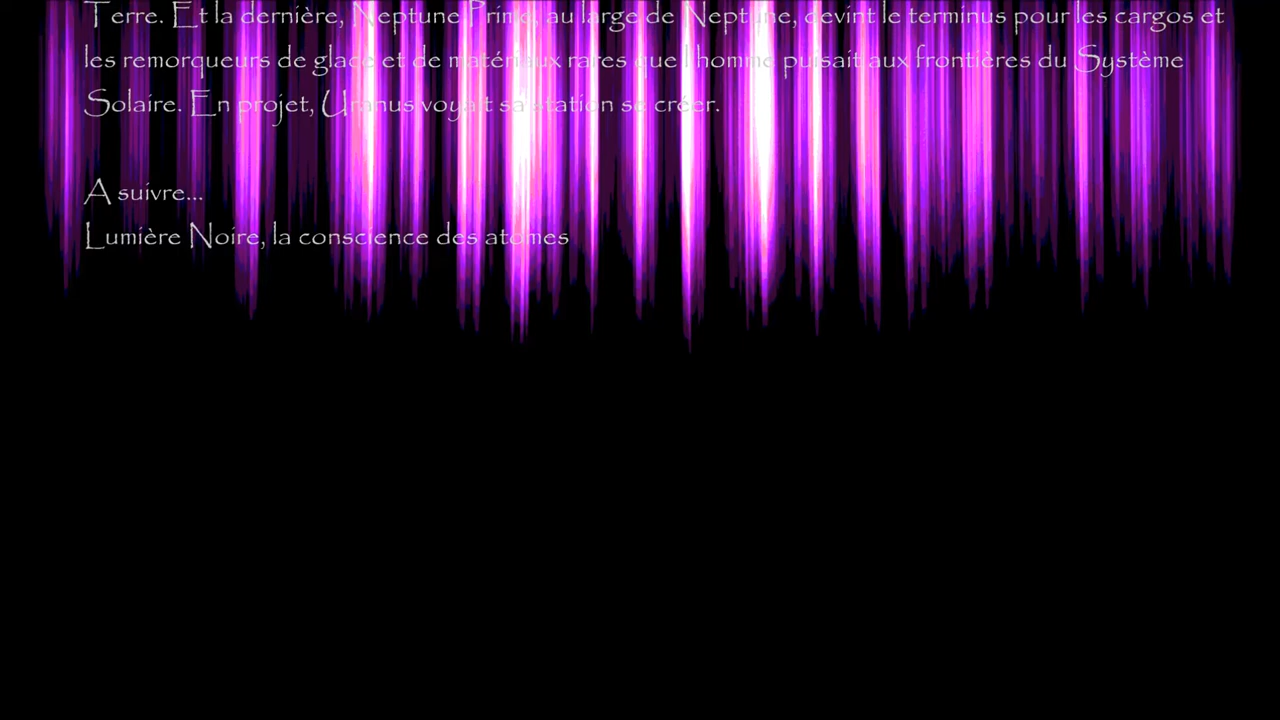 Terre. Et la dernière, Neptune Prime, au large de Neptune, devint le terminus pour les cargos et
les remorqueurs de glace et de matériaux rares que l'homme puisait aux frontières du Système
Solaire. En projet, Uranus voyait sa station se créer.
A suivre...
Lumière Noire, la conscience des atomes